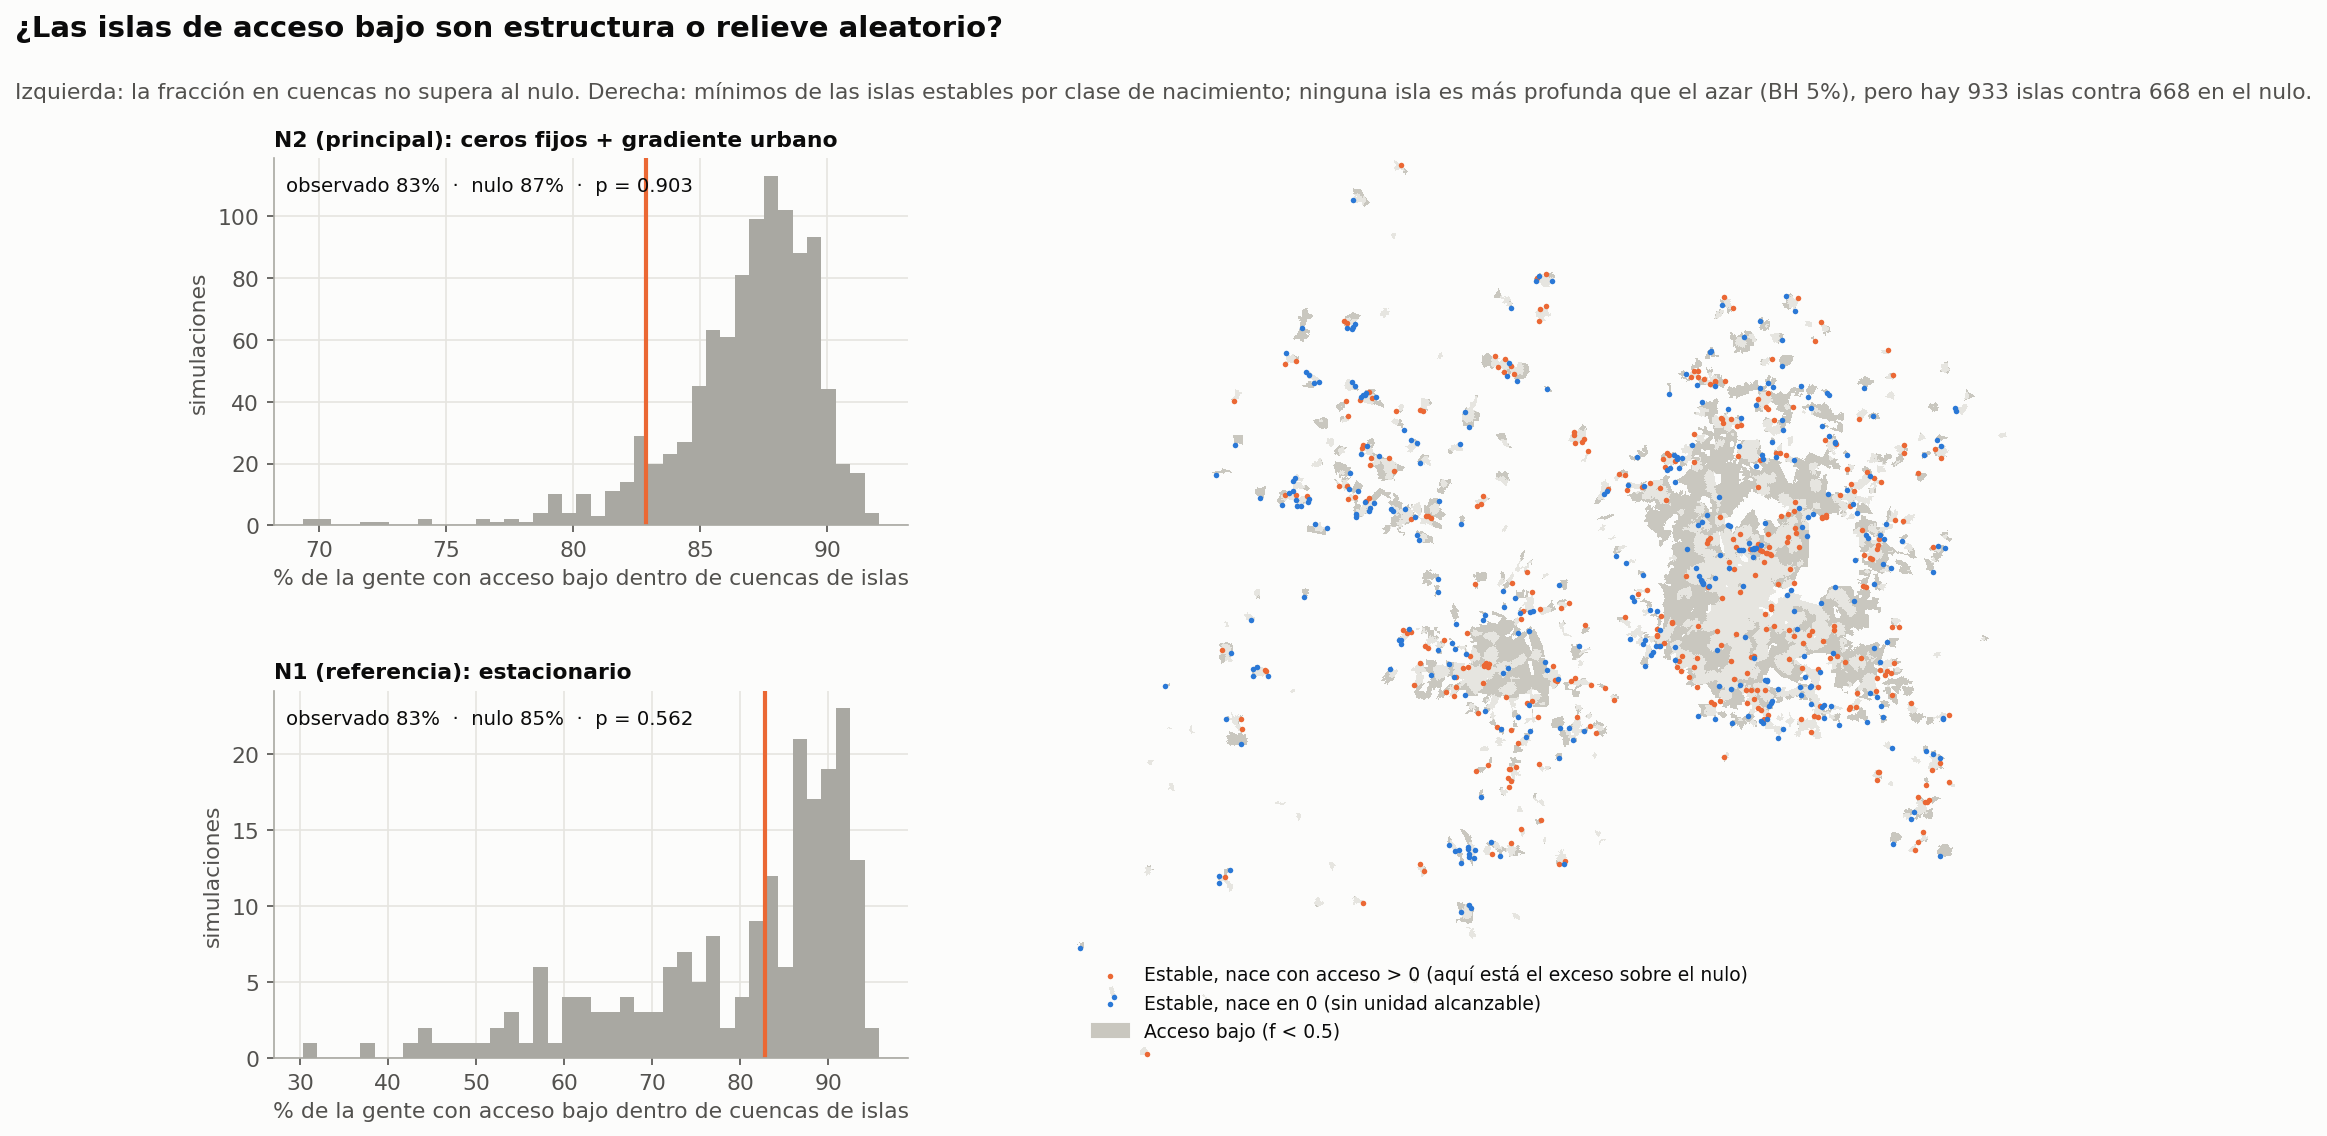 ¿Las islas de acceso bajo son estructura o relieve aleatorio?
Izquierda: la fracción en cuencas no supera al nulo. Derecha: mínimos de las islas estables por clase de nacimiento; ninguna isla es más profunda que el azar (BH 5%), pero hay 933 islas contra 668 en el nulo.
N2 (principal): ceros fijos + gradiente urbano
observado 83% · nulo 87% · p = 0.903
simulaciones
100
80
60
40
20
0
70 75 80 85 90
% de la gente con acceso bajo dentro de cuencas de islas
N1 (referencia): estacionario
observado 83% · nulo 85% · p = 0.562
simulaciones
20
15
10
5
0
30 40 50 60 70 80 90
% de la gente con acceso bajo dentro de cuencas de islas
Estable, nace con acceso > 0 (aquí está el exceso sobre el nulo)
Estable, nace en 0 (sin unidad alcanzable)
Acceso bajo (f < 0.5)